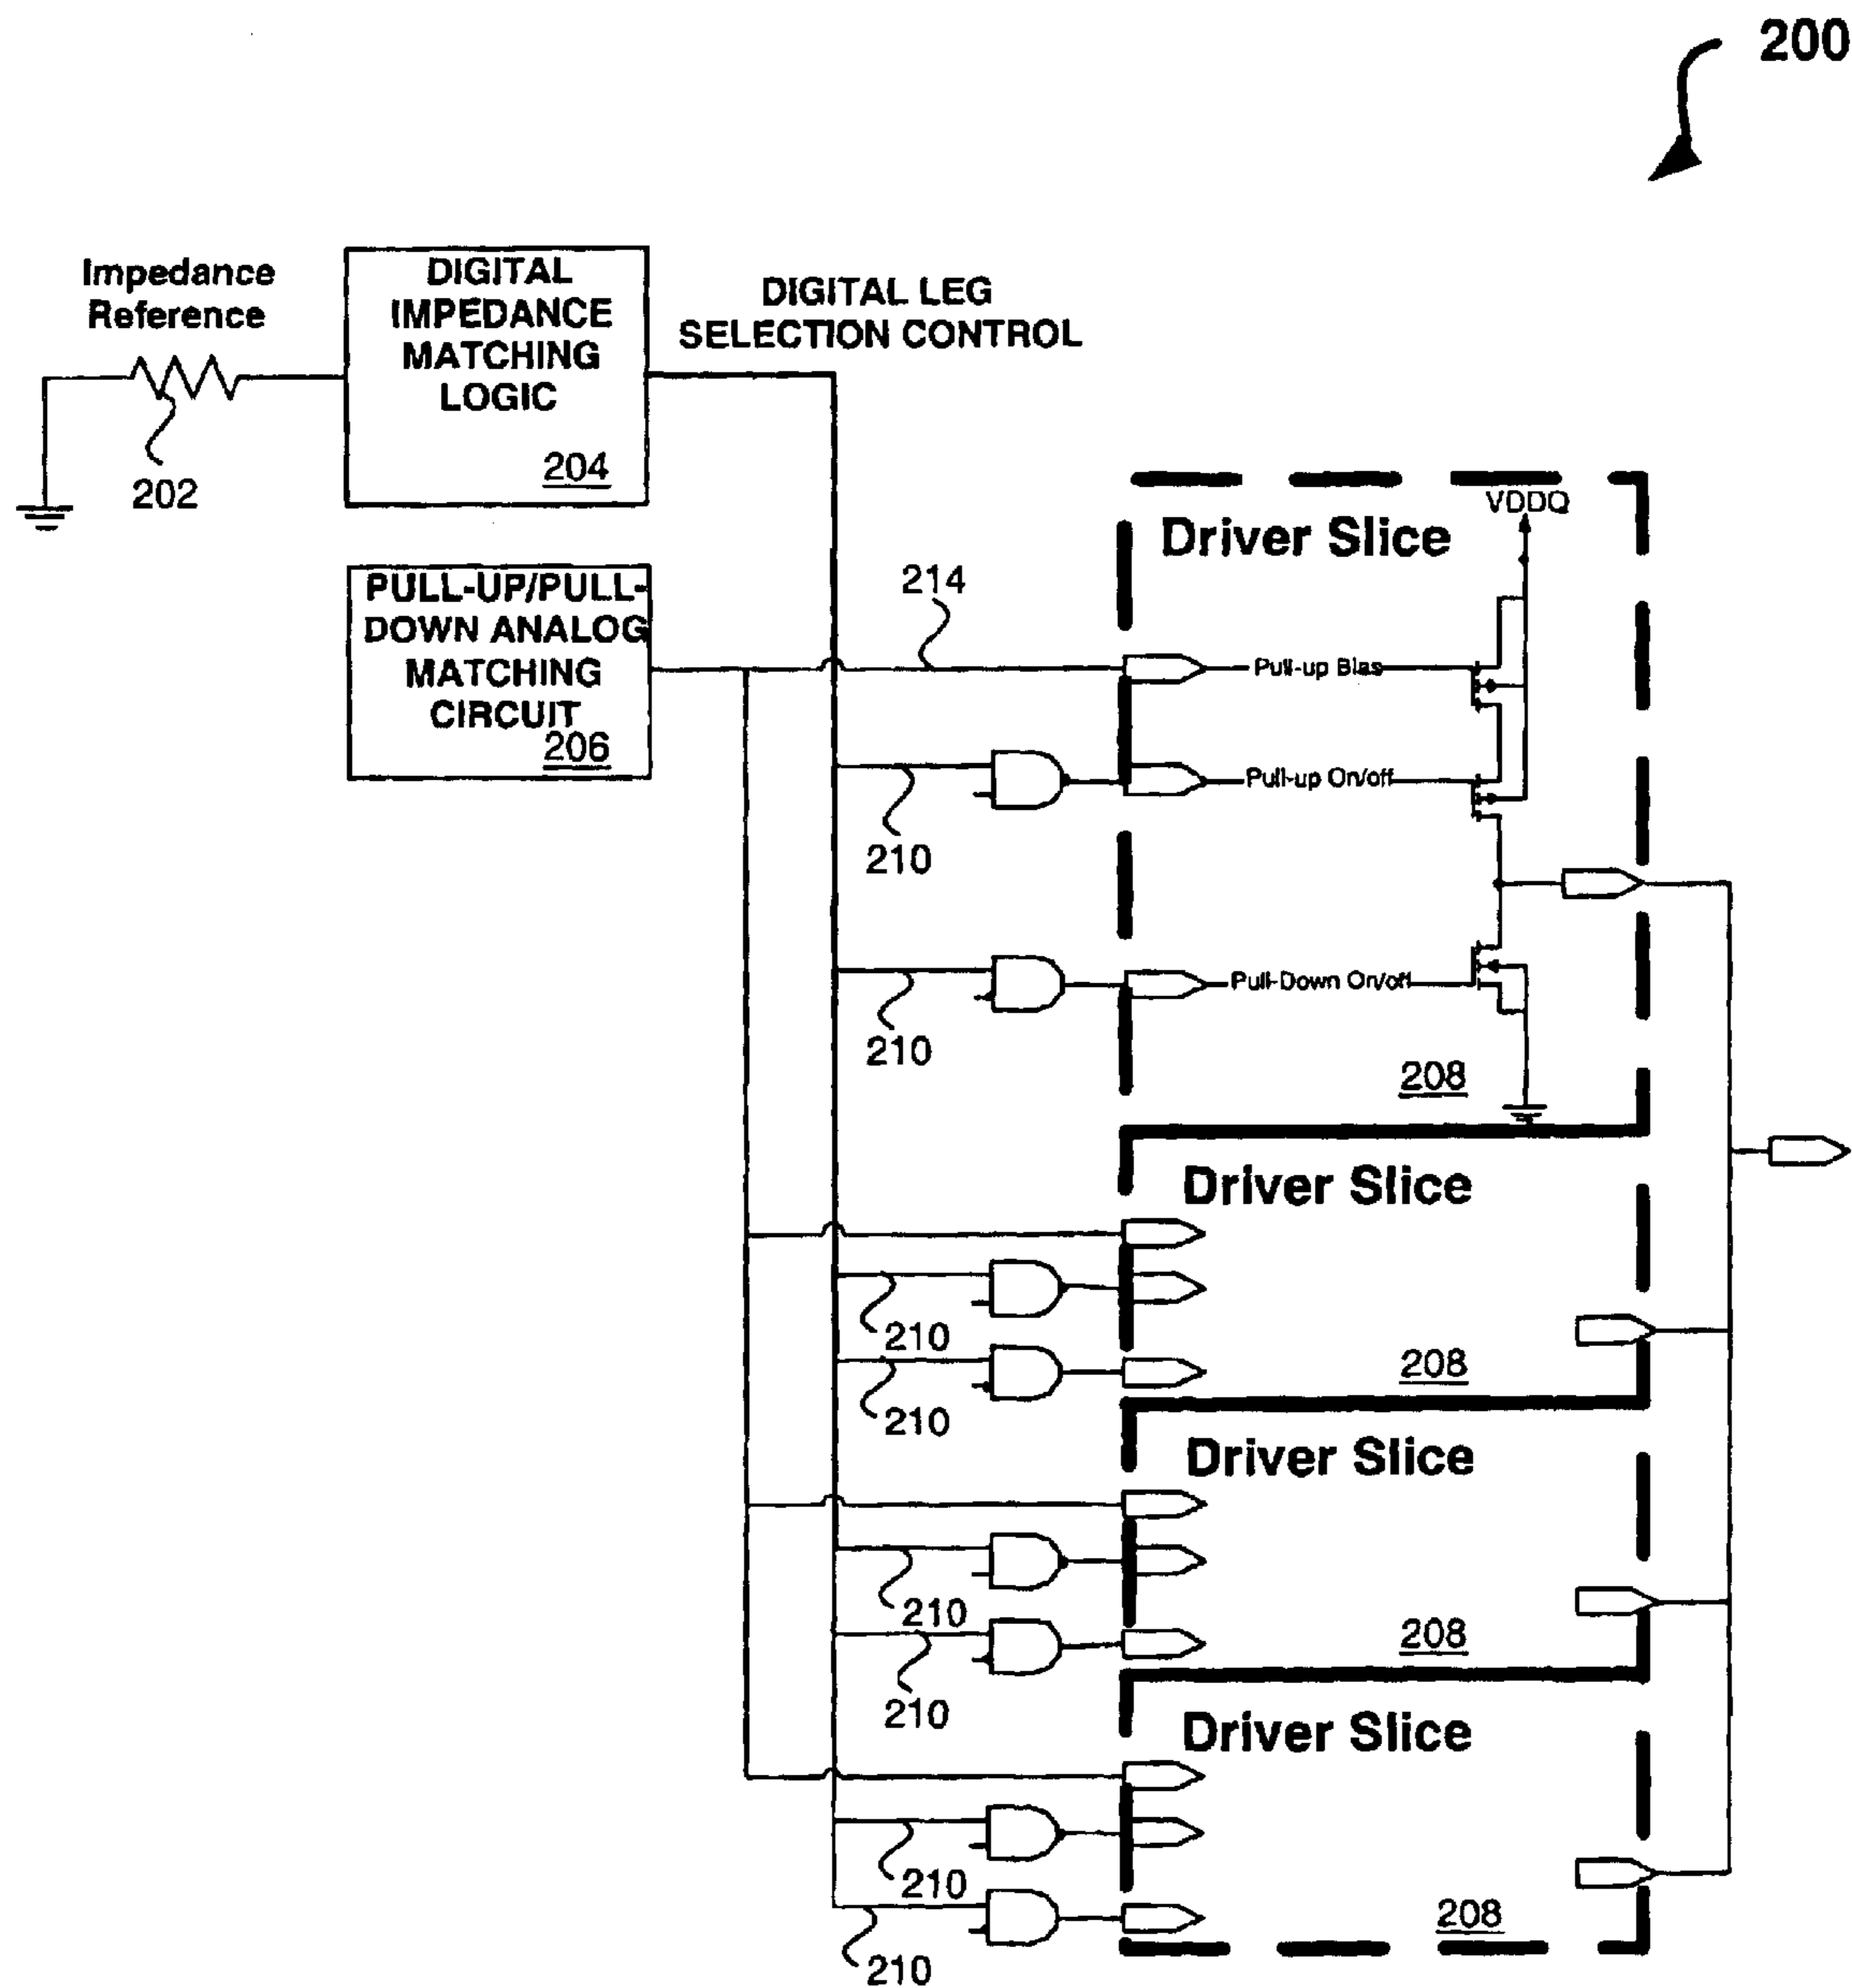 200
Impedance
Reference
202
DIGITAL
IMPEDANCE
MATCHING
LOGIC
204
DIGITAL LEG
SELECTION CONTROL
PULL-UP/PULL-
DOWN ANALOG
MATCHING
CIRCUIT
206
214
210
210
Driver Slice
VDDQ
Pull-up Bias
Pull-up On/off
Pull-Down On/off
208
Driver Slice
210
210
208
Driver Slice
210
210
208
Driver Slice
210
210
208